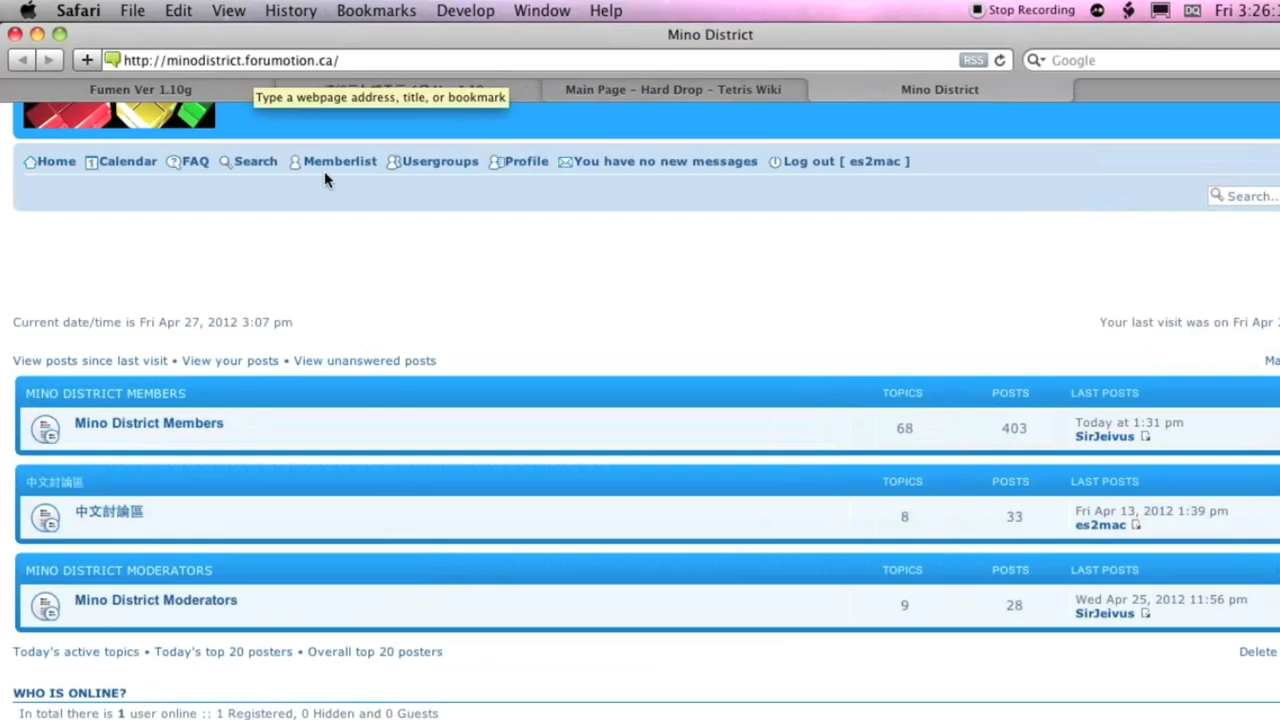 Safari File Edit View History Bookmarks Develop Window Help Stop Recording DQ Fri 3:26:
Mino District
http://minodistrict.forumotion.ca/ RSS Google
Fumen Ver 1.10g Main Page - Hard Drop - Tetris Wiki Mino District
Type a webpage address, title, or bookmark
Home Calendar FAQ Search Memberlist Usergroups Profile You have no new messages Log out [ es2mac ]
Search...
Current date/time is Fri Apr 27, 2012 3:07 pm Your last visit was on Fri Apr
View posts since last visit • View your posts • View unanswered posts Ma
MINO DISTRICT MEMBERS TOPICS POSTS LAST POSTS
Mino District Members 68 403 Today at 1:31 pm
SirJeivus
中文討論區 TOPICS POSTS LAST POSTS
中文討論區 8 33 Fri Apr 13, 2012 1:39 pm
es2mac
MINO DISTRICT MODERATORS TOPICS POSTS LAST POSTS
Mino District Moderators 9 28 Wed Apr 25, 2012 11:56 pm
SirJeivus
Today's active topics • Today's top 20 posters • Overall top 20 posters Delete
WHO IS ONLINE?
In total there is 1 user online :: 1 Registered, 0 Hidden and 0 Guests